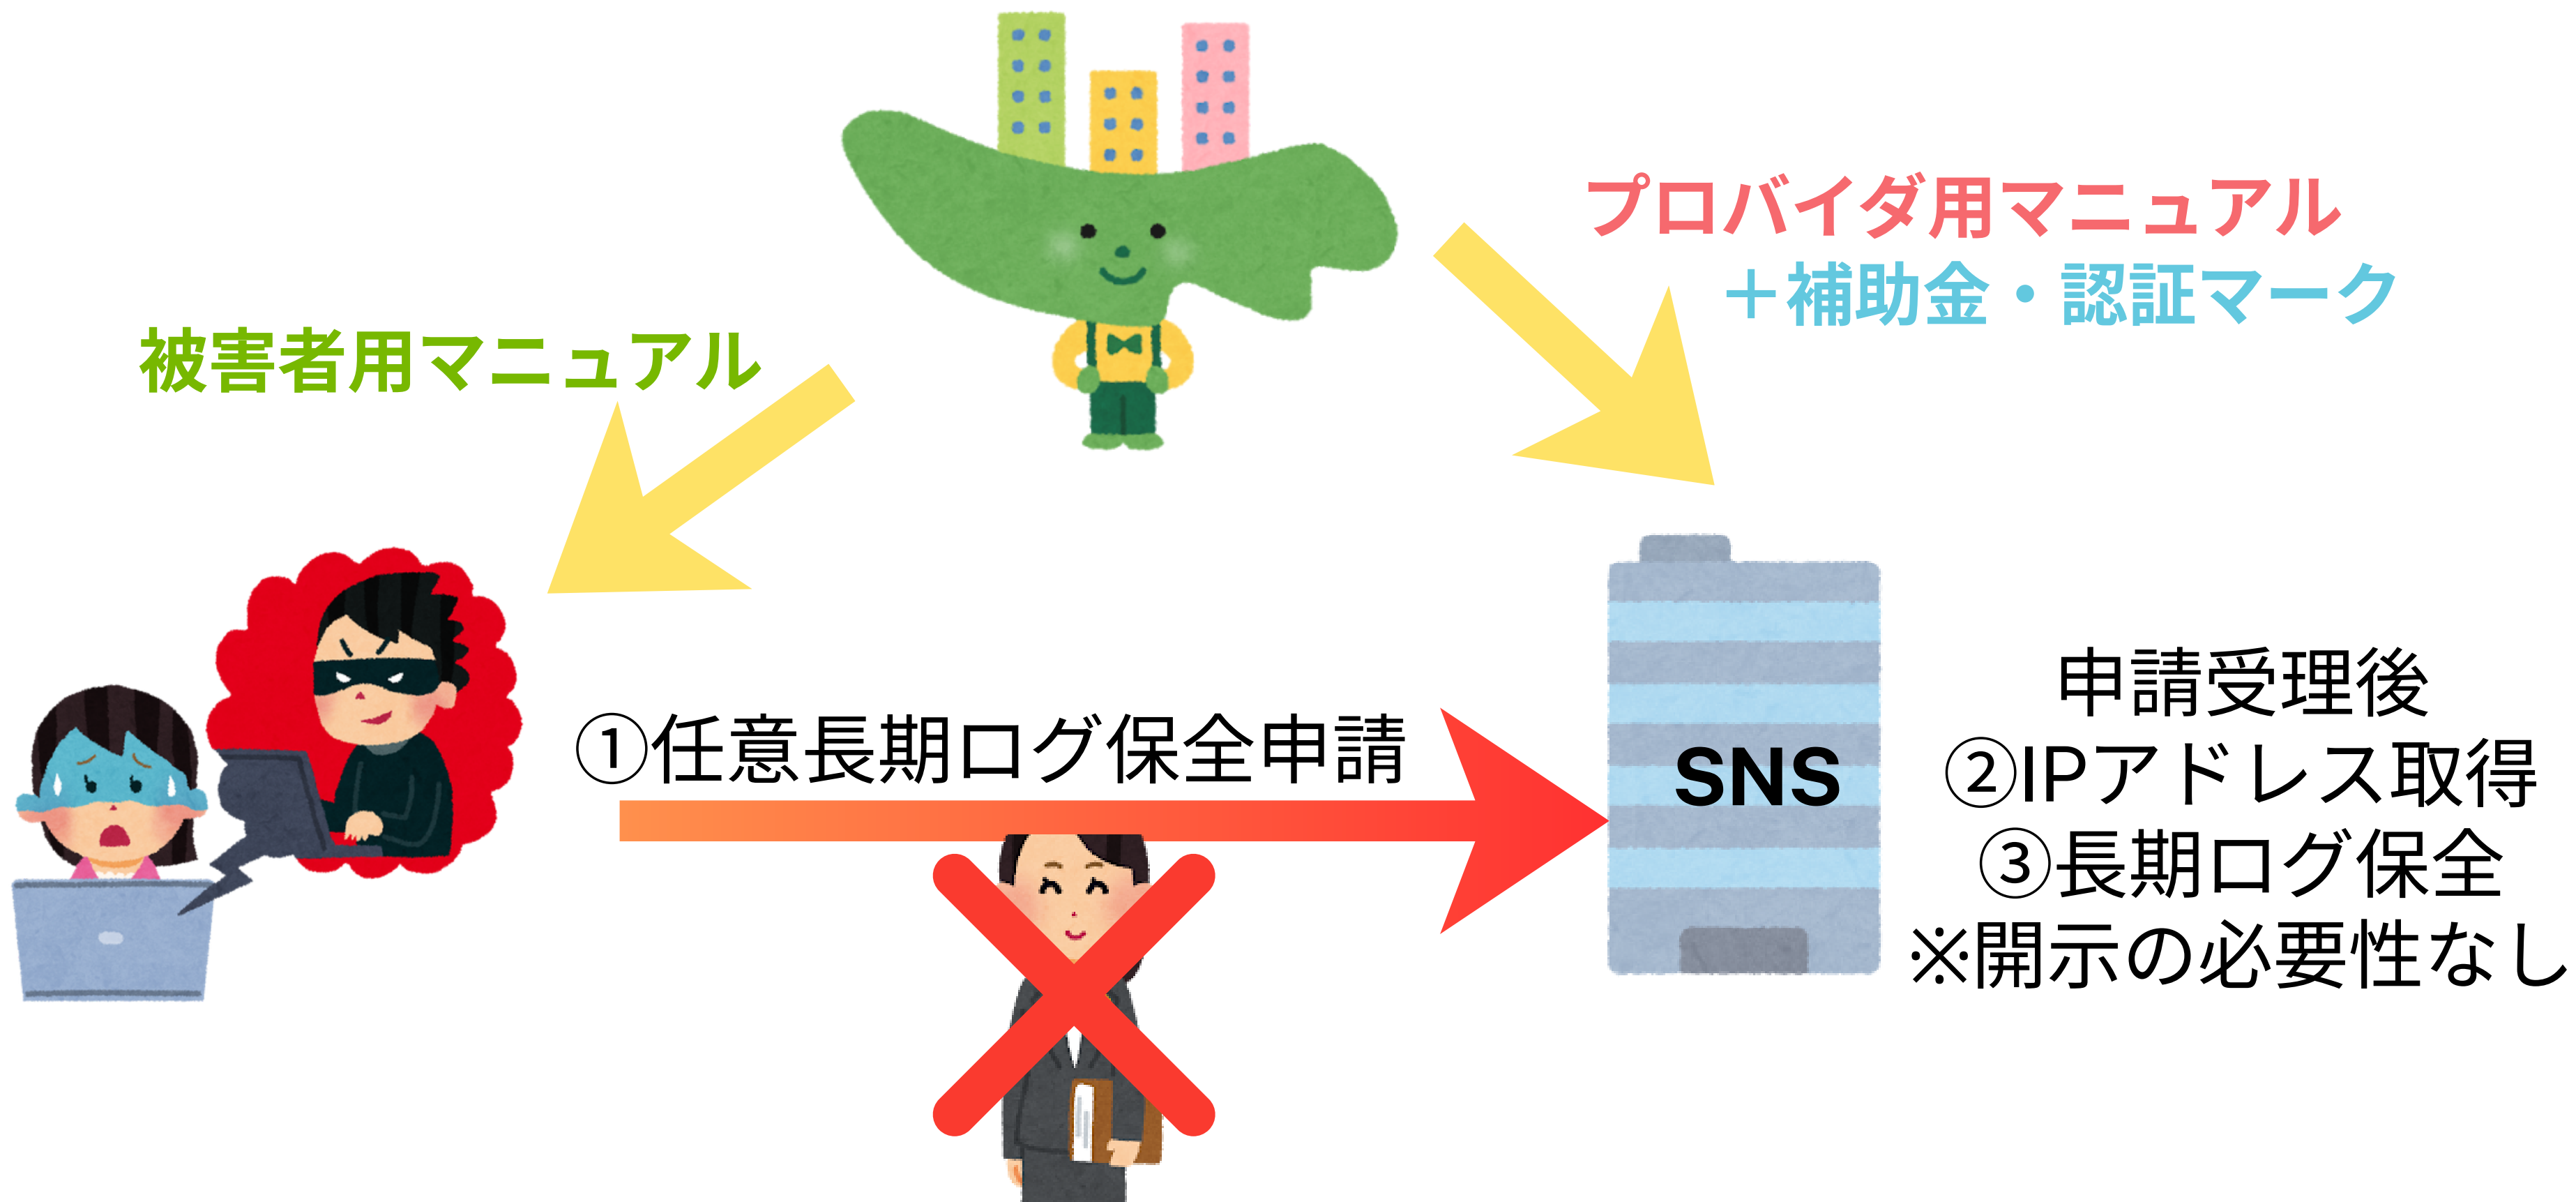 プロバイダ用マニュアル
＋補助金・認証マーク
被害者用マニュアル
①任意長期ログ保全申請
SNS
申請受理後
②IPアドレス取得
③長期ログ保全
※開示の必要性なし